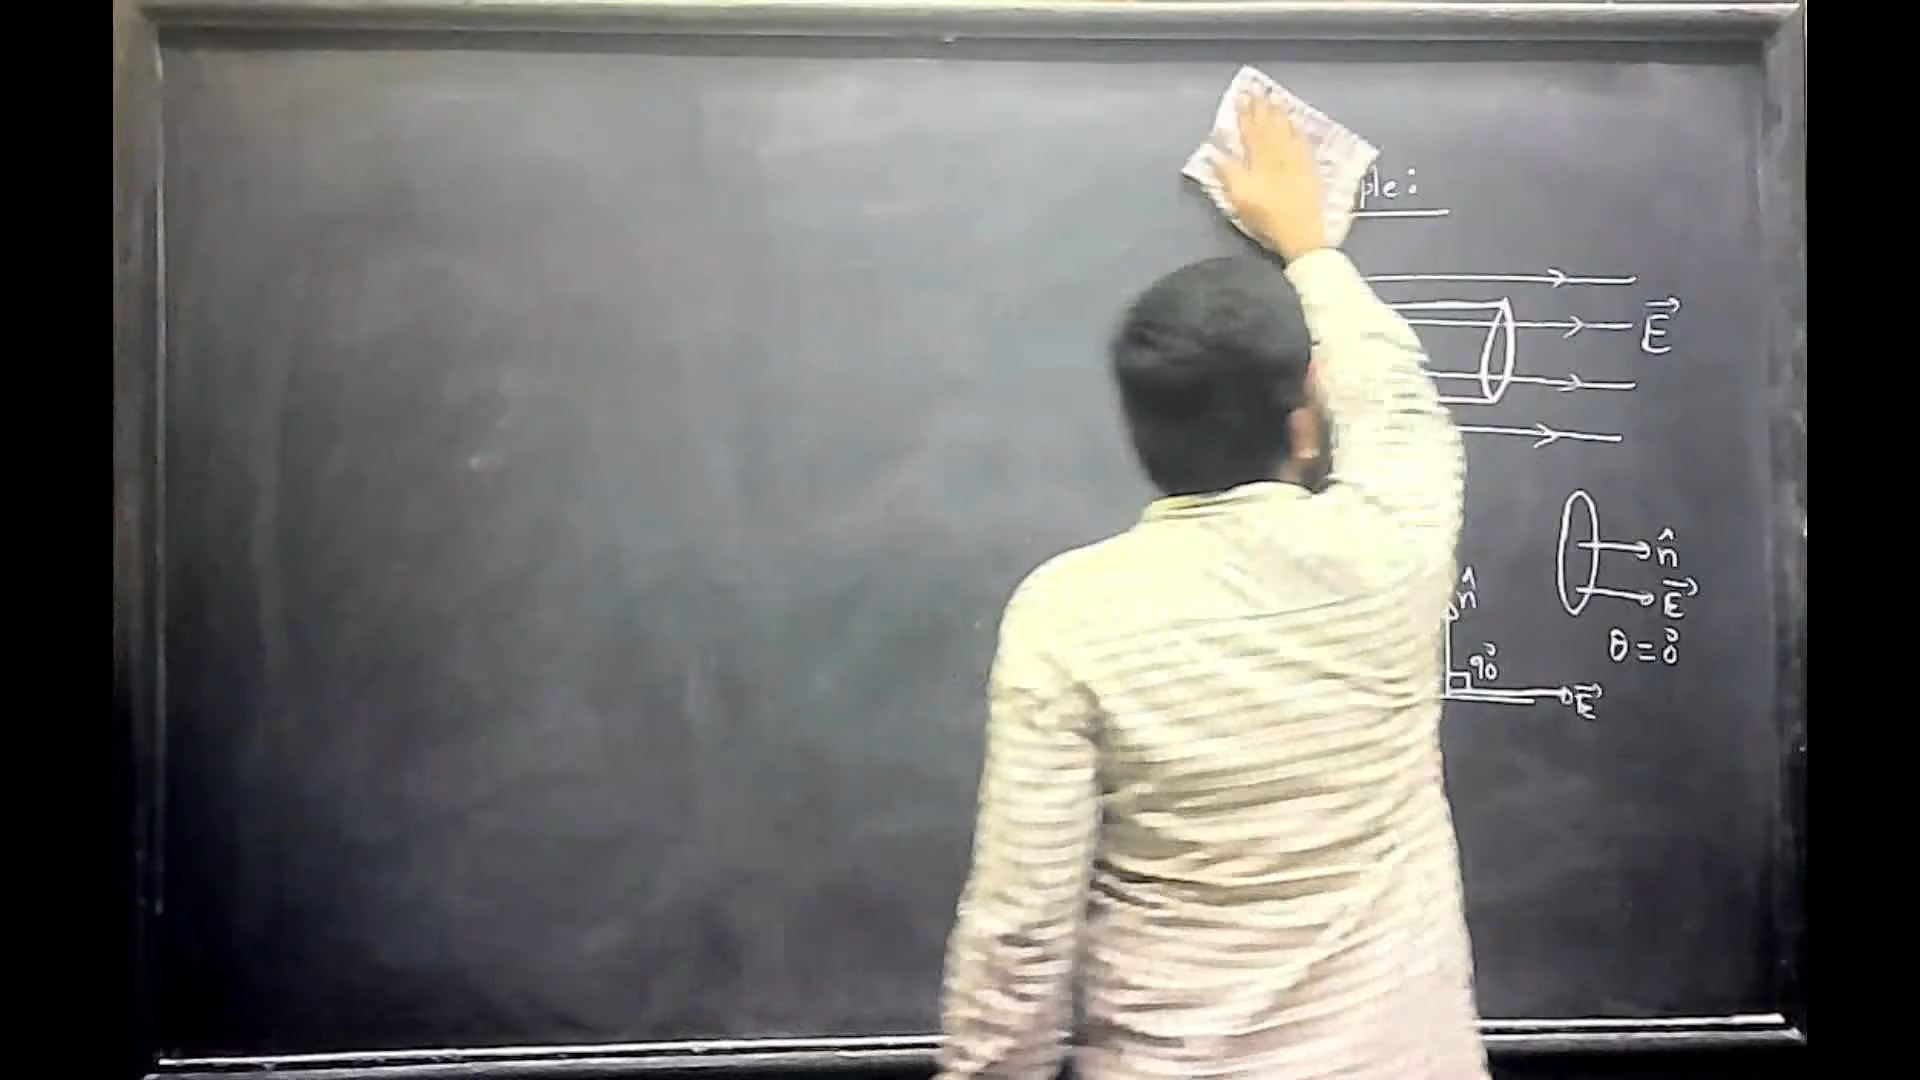 ple:
E⃗
n̂
E⃗
θ = 0°
n̂
90°
E⃗